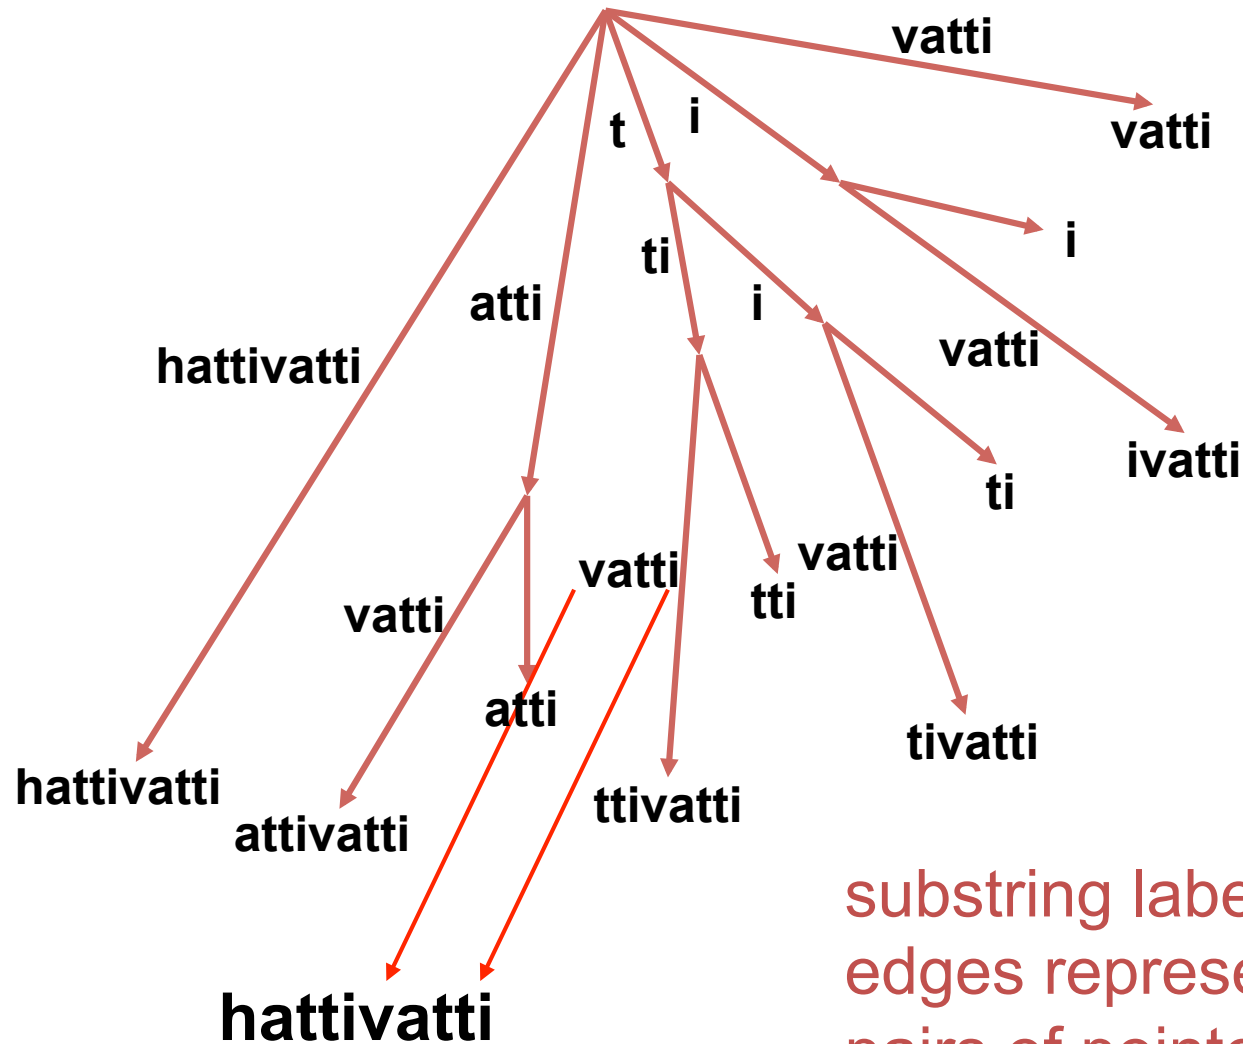 vatti
t
i
vatti
i
ti
atti
i
hattivatti
vatti
ivatti
ti
vatti
vatti
tti
vatti
atti
tivatti
hattivatti
ttivatti
attivatti
substring labe
edges represe
hattivatti